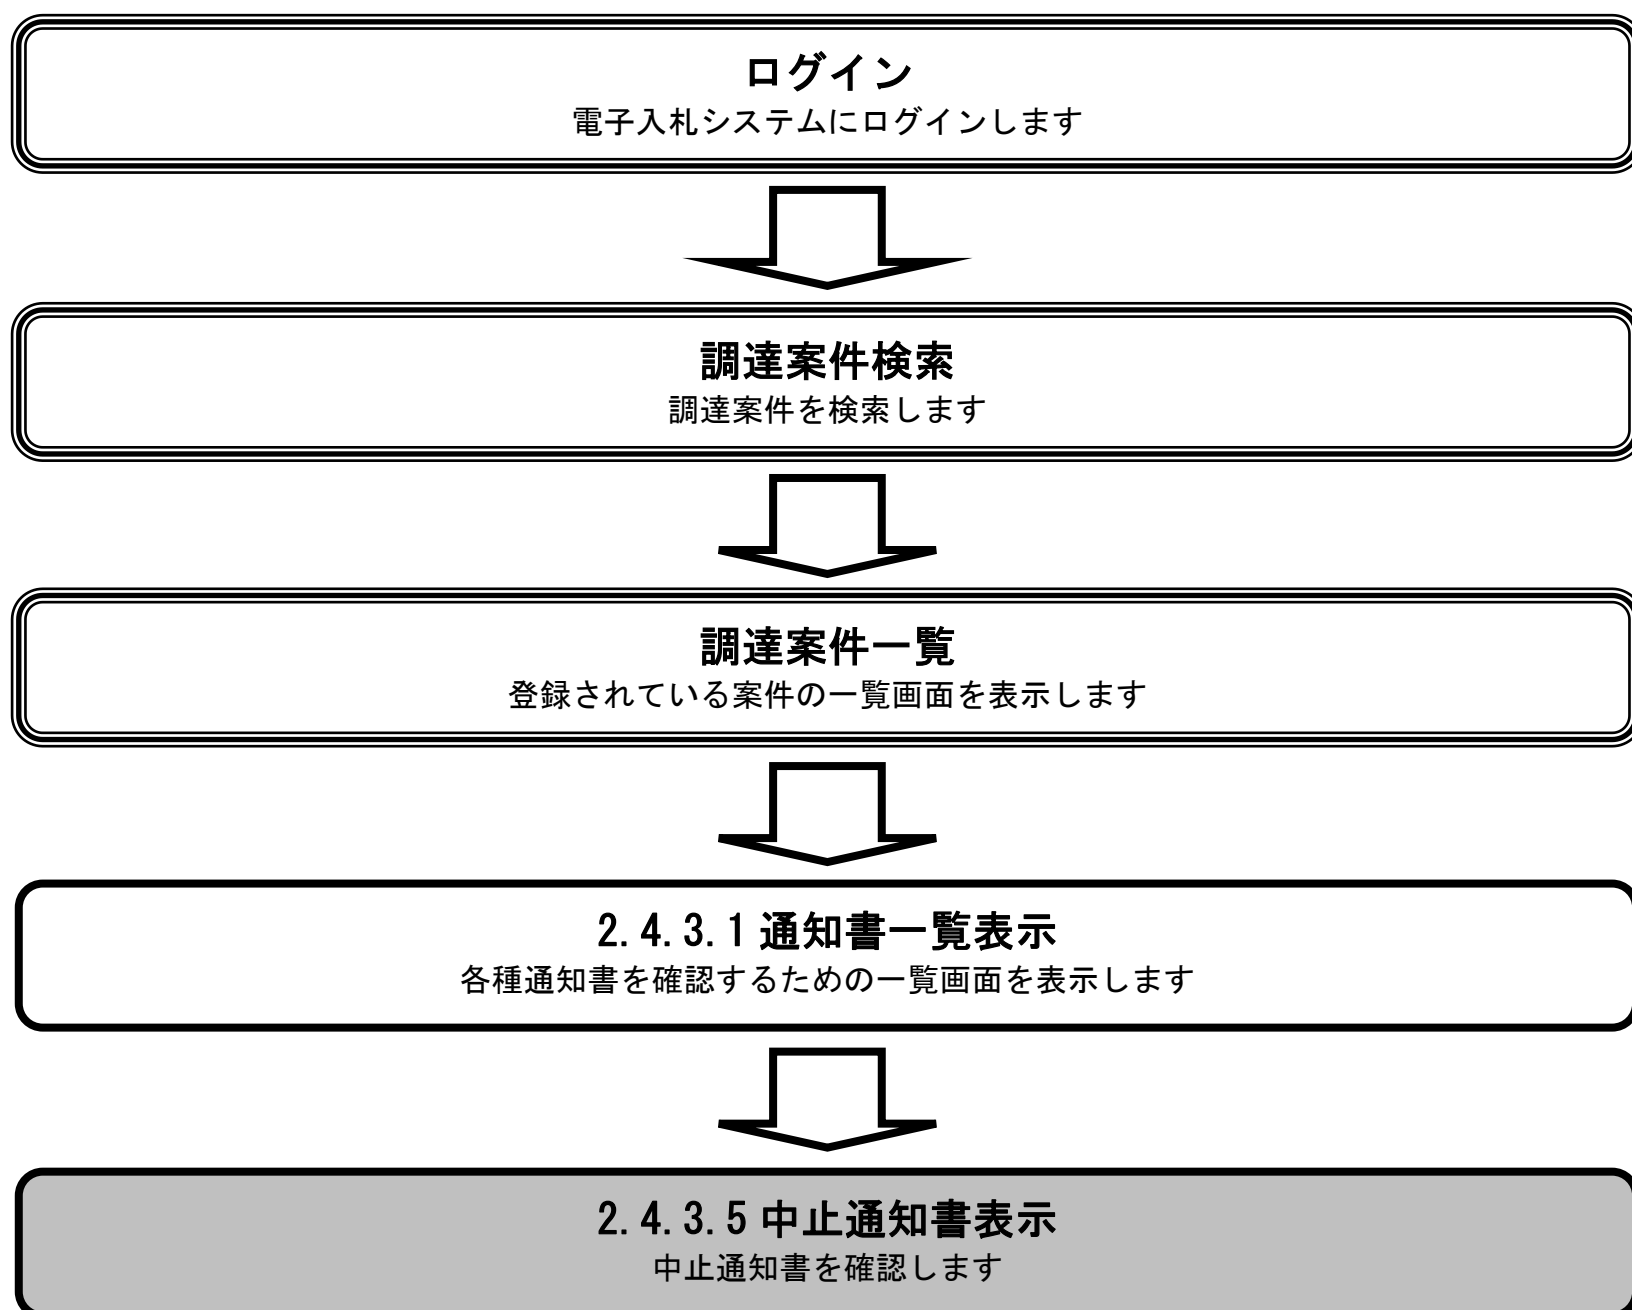 ログイン
電子入札システムにログインします
調達案件検索
調達案件を検索します
調達案件一覧
登録されている案件の一覧画面を表示します
2.4.3.1 通知書一覧表示
各種通知書を確認するための一覧画面を表示します
2.4.3.5 中止通知書表示
中止通知書を確認します